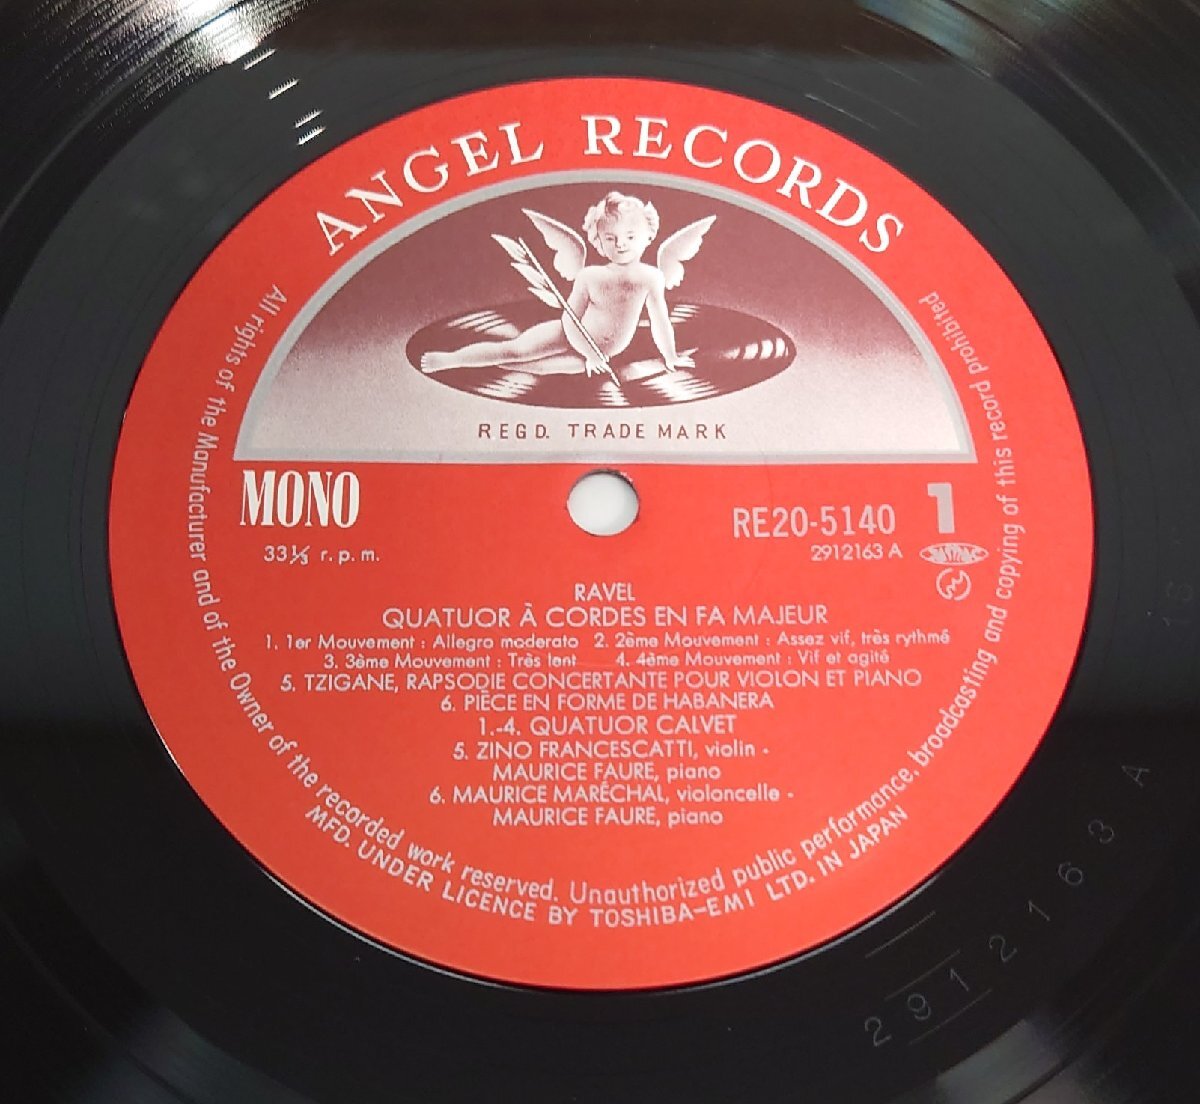 ANGEL RECORDS
REGD. TRADE MARK
MONO
33⅓ r.p.m.
RE20-5140
1
2912163 A
RAVEL
QUATUOR À CORDES EN FA MAJEUR
1. 1er Mouvement : Allegro moderato 2. 2ème Mouvement : Assez vif, très rythmé
3. 3ème Mouvement : Très lent 4. 4ème Mouvement : Vif et agité
5. TZIGANE, RAPSODIE CONCERTANTE POUR VIOLON ET PIANO
6. PIÈCE EN FORME DE HABANERA
1.-4. QUATUOR CALVET
5. ZINO FRANCESCATTI, violin -
MAURICE FAURE, piano
6. MAURICE MARÉCHAL, violoncelle -
MAURICE FAURE, piano
All rights of the Manufacturer and of the Owner of the recorded work reserved. Unauthorized public performance, broadcasting and copying of this record prohibited
MFD. UNDER LICENCE BY TOSHIBA-EMI LTD. IN JAPAN
2912163 A